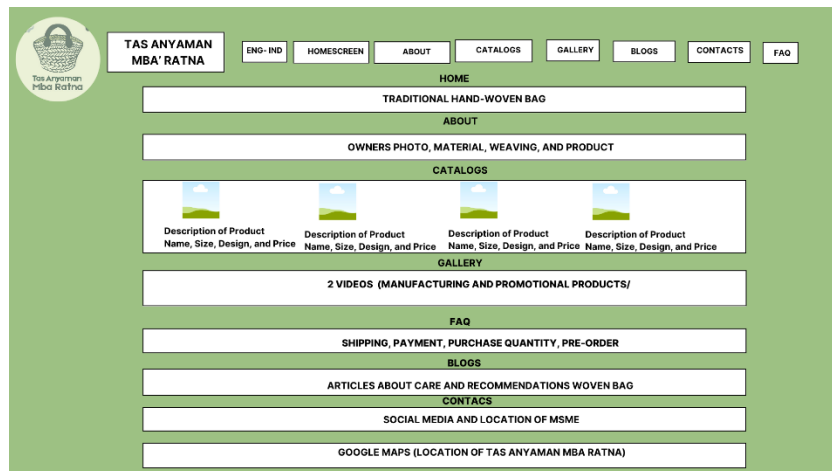 Tas Anyaman
Mba Ratna
TAS ANYAMAN
MBA' RATNA
ENG- IND
HOMESCREEN
ABOUT
CATALOGS
GALLERY
BLOGS
CONTACTS
FAQ
HOME
TRADITIONAL HAND-WOVEN BAG
ABOUT
OWNERS PHOTO, MATERIAL, WEAVING, AND PRODUCT
CATALOGS
Description of Product
Name, Size, Design, and Price
Description of Product
Name, Size, Design, and Price
Description of Product
Name, Size, Design, and Price
Description of Product
Name, Size, Design, and Price
GALLERY
2 VIDEOS (MANUFACTURING AND PROMOTIONAL PRODUCTS/
FAQ
SHIPPING, PAYMENT, PURCHASE QUANTITY, PRE-ORDER
BLOGS
ARTICLES ABOUT CARE AND RECOMMENDATIONS WOVEN BAG
CONTACS
SOCIAL MEDIA AND LOCATION OF MSME
GOOGLE MAPS (LOCATION OF TAS ANYAMAN MBA RATNA)